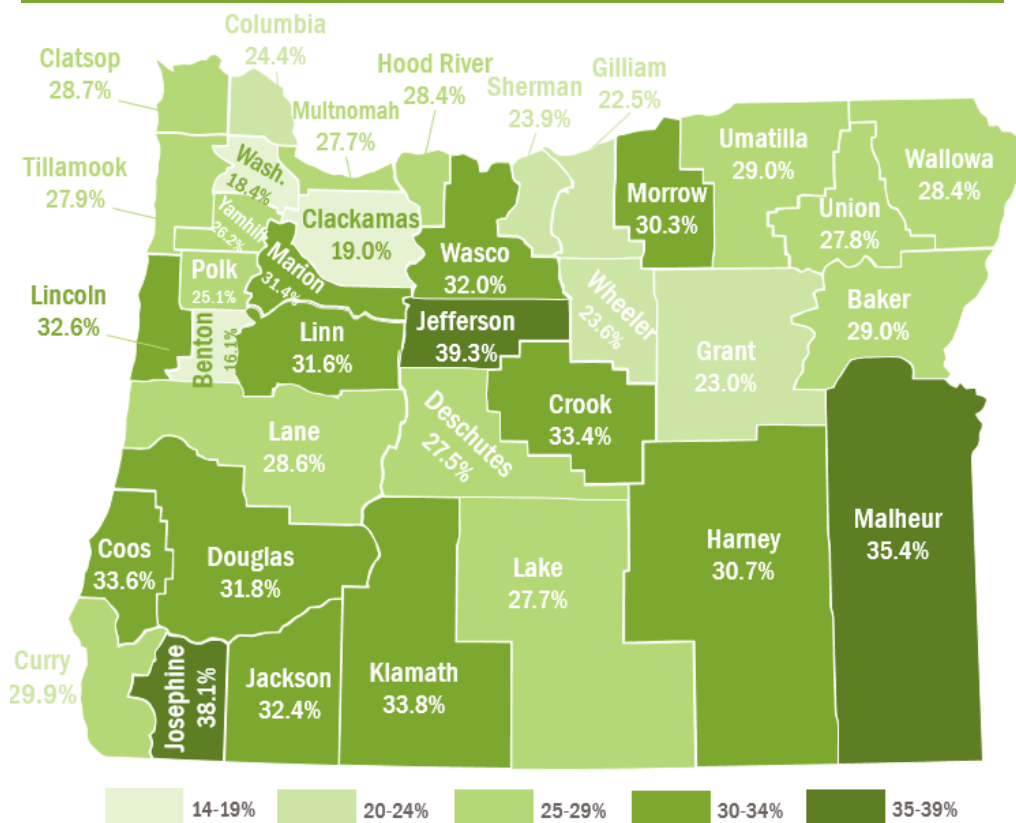 Columbia
24.4%
Clatsop
28.7%
Hood River
28.4%
Gilliam
22.5%
Sherman
23.9%
Multnomah
27.7%
Umatilla
29.0%
Wallowa
28.4%
Wash.
18.4%
Tillamook
27.9%
Morrow
30.3%
Union
27.8%
Yamhill
26.2%
Clackamas
19.0%
Wasco
32.0%
Marion
31.4%
Polk
25.1%
Wheeler
23.6%
Baker
29.0%
Lincoln
32.6%
Jefferson
39.3%
Linn
31.6%
Benton
16.1%
Grant
23.0%
Crook
33.4%
Deschutes
27.5%
Lane
28.6%
Malheur
35.4%
Harney
30.7%
Coos
33.6%
Douglas
31.8%
Lake
27.7%
Curry
29.9%
Josephine
38.1%
Jackson
32.4%
Klamath
33.8%
14-19%
20-24%
25-29%
30-34%
35-39%